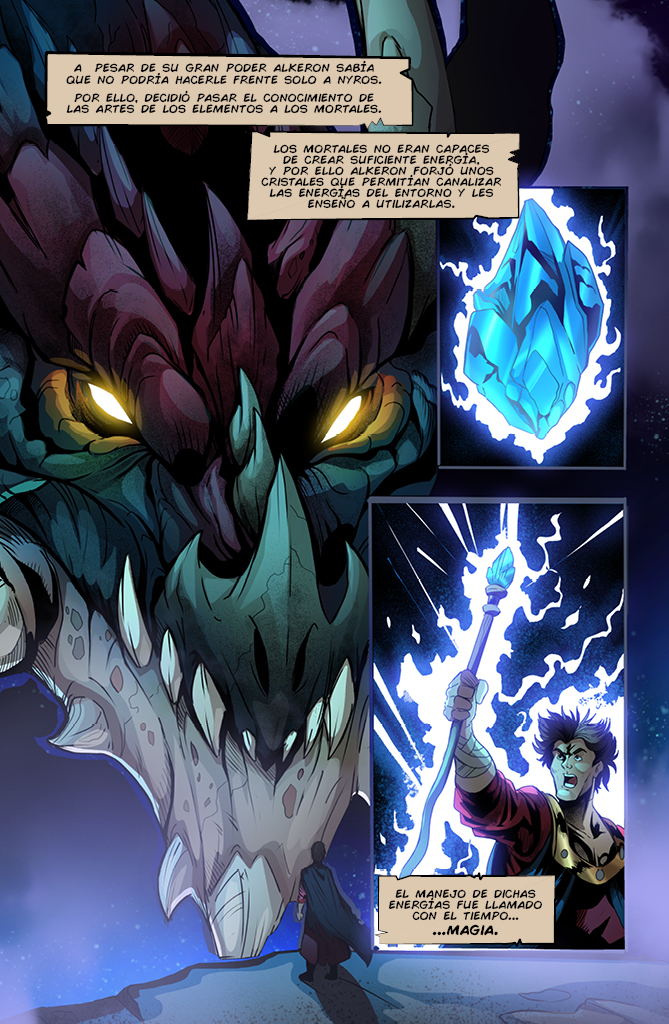 A PESAR DE SU GRAN PODER ALKERON SABÍA
QUE NO PODRÍA HACERLE FRENTE SOLO A NYROS.
POR ELLO, DECIDIÓ PASAR EL CONOCIMIENTO DE
LAS ARTES DE LOS ELEMENTOS A LOS MORTALES.
LOS MORTALES NO ERAN CAPACES
DE CREAR SUFICIENTE ENERGÍA,
Y POR ELLO ALKERON FORJÓ UNOS
CRISTALES QUE PERMITÍAN CANALIZAR
LAS ENERGÍAS DEL ENTORNO Y LES
ENSEÑO A UTILIZARLAS.
EL MANEJO DE DICHAS
ENERGÍAS FUE LLAMADO
CON EL TIEMPO...
...MAGIA.